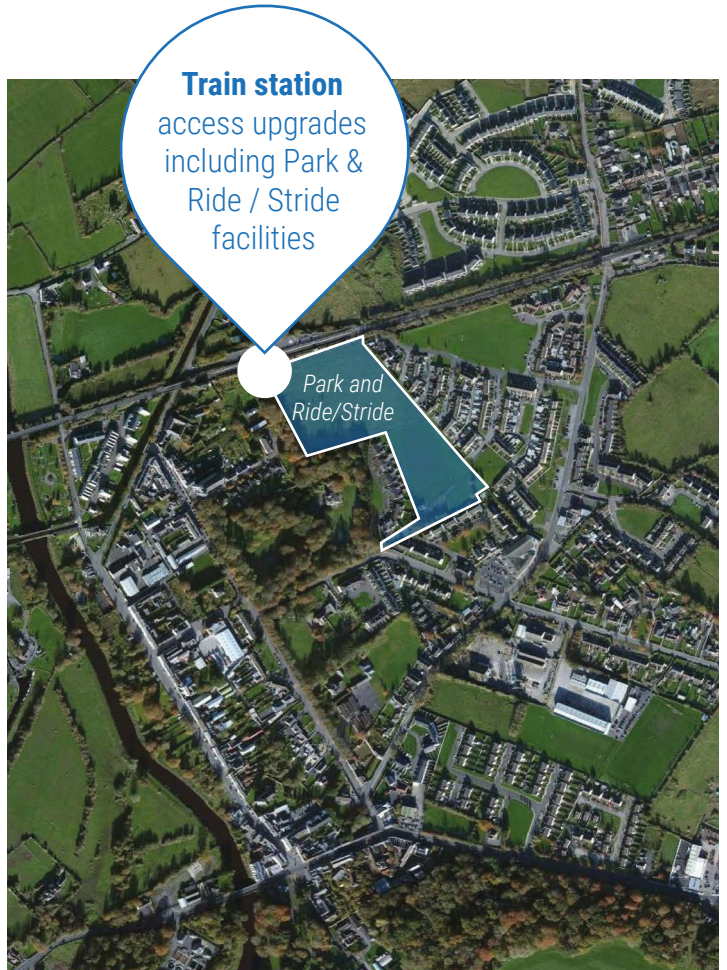 Train station
access upgrades
including Park &
Ride / Stride
facilities
Park and
Ride/Stride